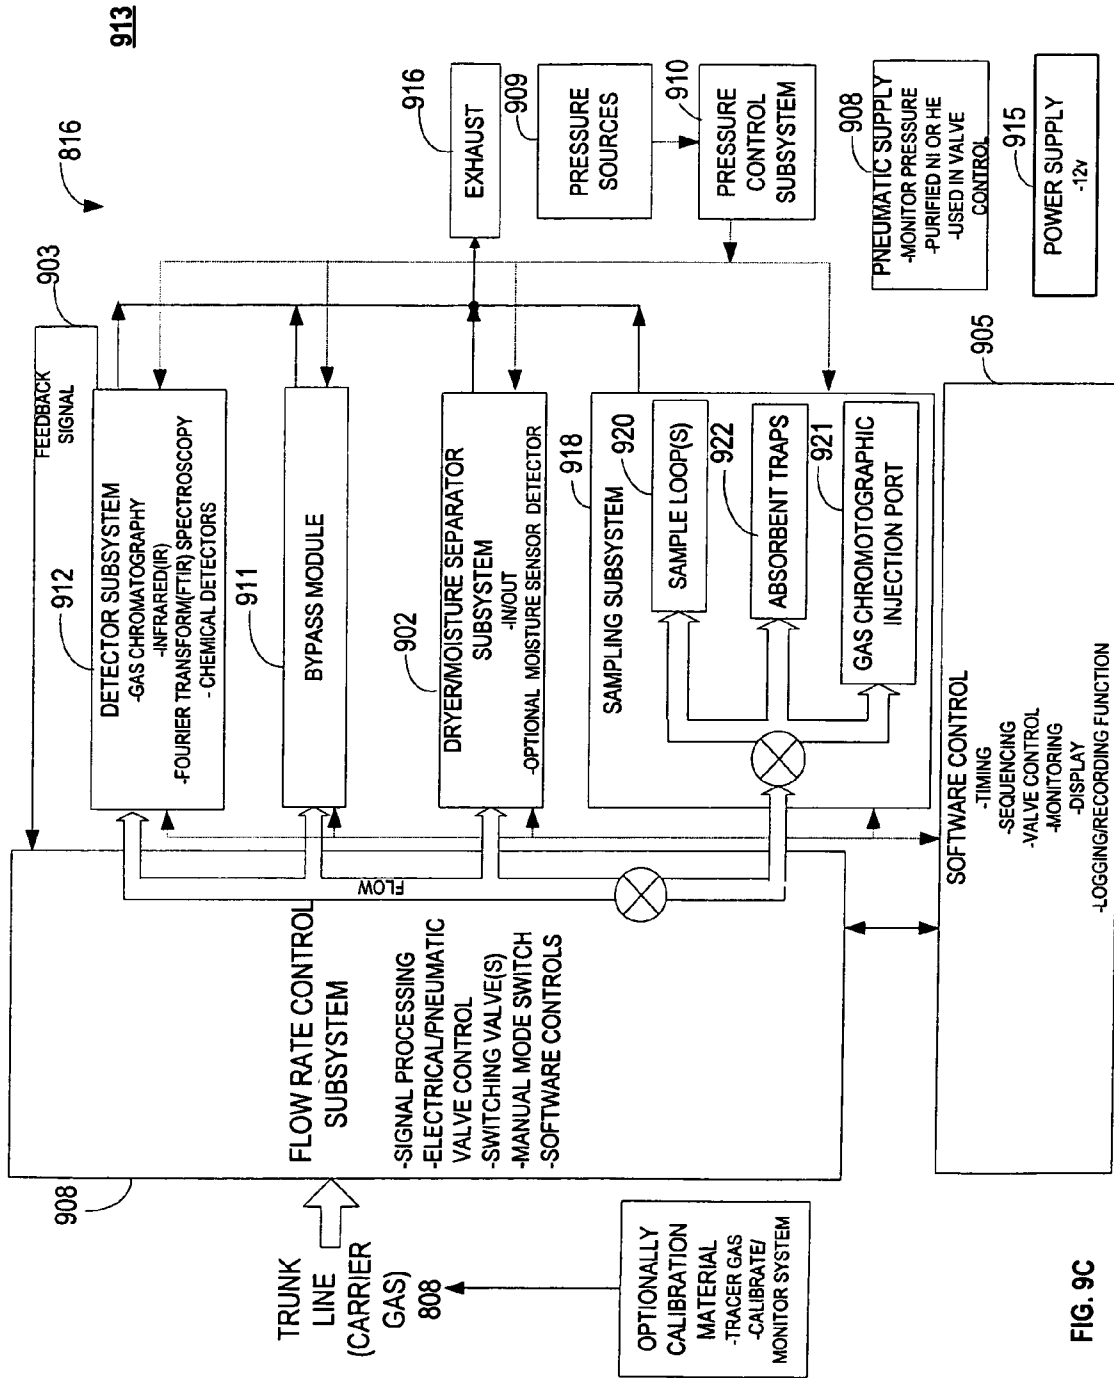 913
816
903
FEEDBACK
SIGNAL
912
DETECTOR SUBSYSTEM
-GAS CHROMATOGRAPHY
-INFRARED(IR)
-FOURIER TRANSFORM(FTIR) SPECTROSCOPY
- CHEMICAL DETECTORS
911
BYPASS MODULE
902
DRYER/MOISTURE SEPARATOR
SUBSYSTEM
-IN/OUT
-OPTIONAL MOISTURE SENSOR DETECTOR
918
SAMPLING SUBSYSTEM
920
SAMPLE LOOP(S)
922
ABSORBENT TRAPS
921
GAS CHROMOTOGRAPHIC
INJECTION PORT
916
EXHAUST
909
PRESSURE
SOURCES
910
PRESSURE
CONTROL
SUBSYSTEM
908
PNEUMATIC SUPPLY
-MONITOR PRESSURE
-PURIFIED NI OR HE
-USED IN VALVE
CONTROL
915
POWER SUPPLY
-12v
908
FLOW RATE CONTROL
SUBSYSTEM
-SIGNAL PROCESSING
-ELECTRICAL/PNEUMATIC
VALVE CONTROL
-SWITCHING VALVE(S)
-MANUAL MODE SWITCH
-SOFTWARE CONTROLS
FLOW
905
SOFTWARE CONTROL
-TIMING
-SEQUENCING
-VALVE CONTROL
-MONITORING
-DISPLAY
-LOGGING/RECORDING FUNCTION
TRUNK
LINE
(CARRIER
GAS)
808
OPTIONALLY
CALIBRATION
MATERIAL
-TRACER GAS
-CALIBRATE/
MONITOR SYSTEM
FIG. 9C